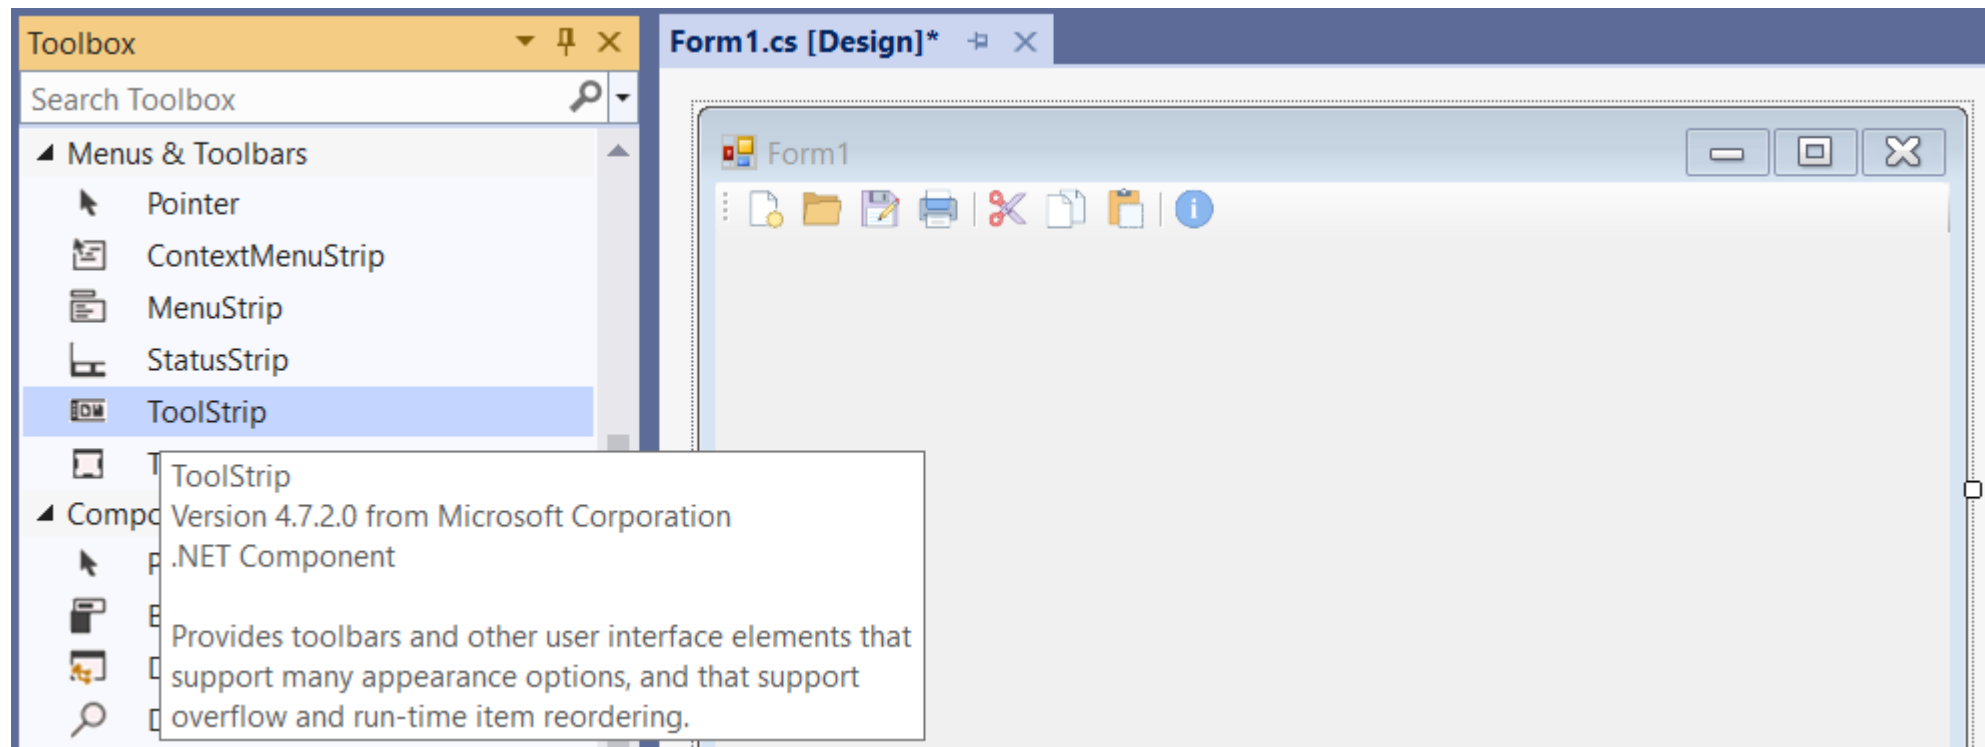 Toolbox
Search Toolbox
Menus & Toolbars
Pointer
ContextMenuStrip
MenuStrip
StatusStrip
ToolStrip
ToolStrip
Version 4.7.2.0 from Microsoft Corporation
.NET Component
Provides toolbars and other user interface elements that
support many appearance options, and that support
overflow and run-time item reordering.
Form1.cs [Design]*
Form1